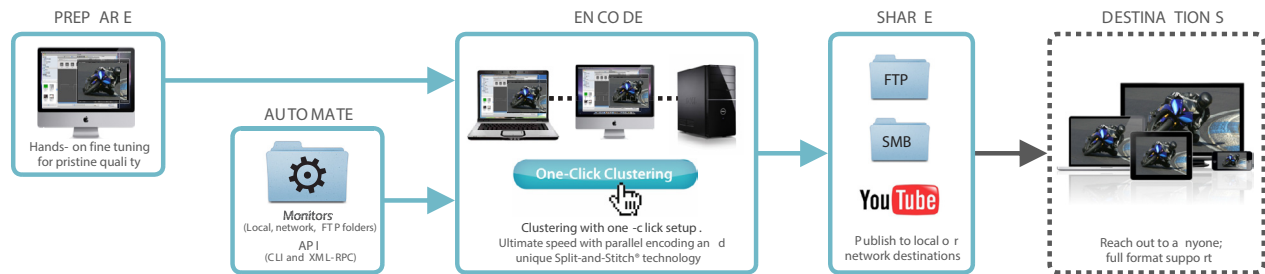 PREPARE
Hands-on fine tuning
for pristine quality
AUTOMATE
Monitors
(Local, network, FTP folders)
API
(CLI and XML-RPC)
ENCODE
One-Click Clustering
Clustering with one-click setup.
Ultimate speed with parallel encoding and
unique Split-and-Stitch® technology
SHARE
FTP
SMB
YouTube
Publish to local or
network destinations
DESTINATIONS
Reach out to anyone;
full format support